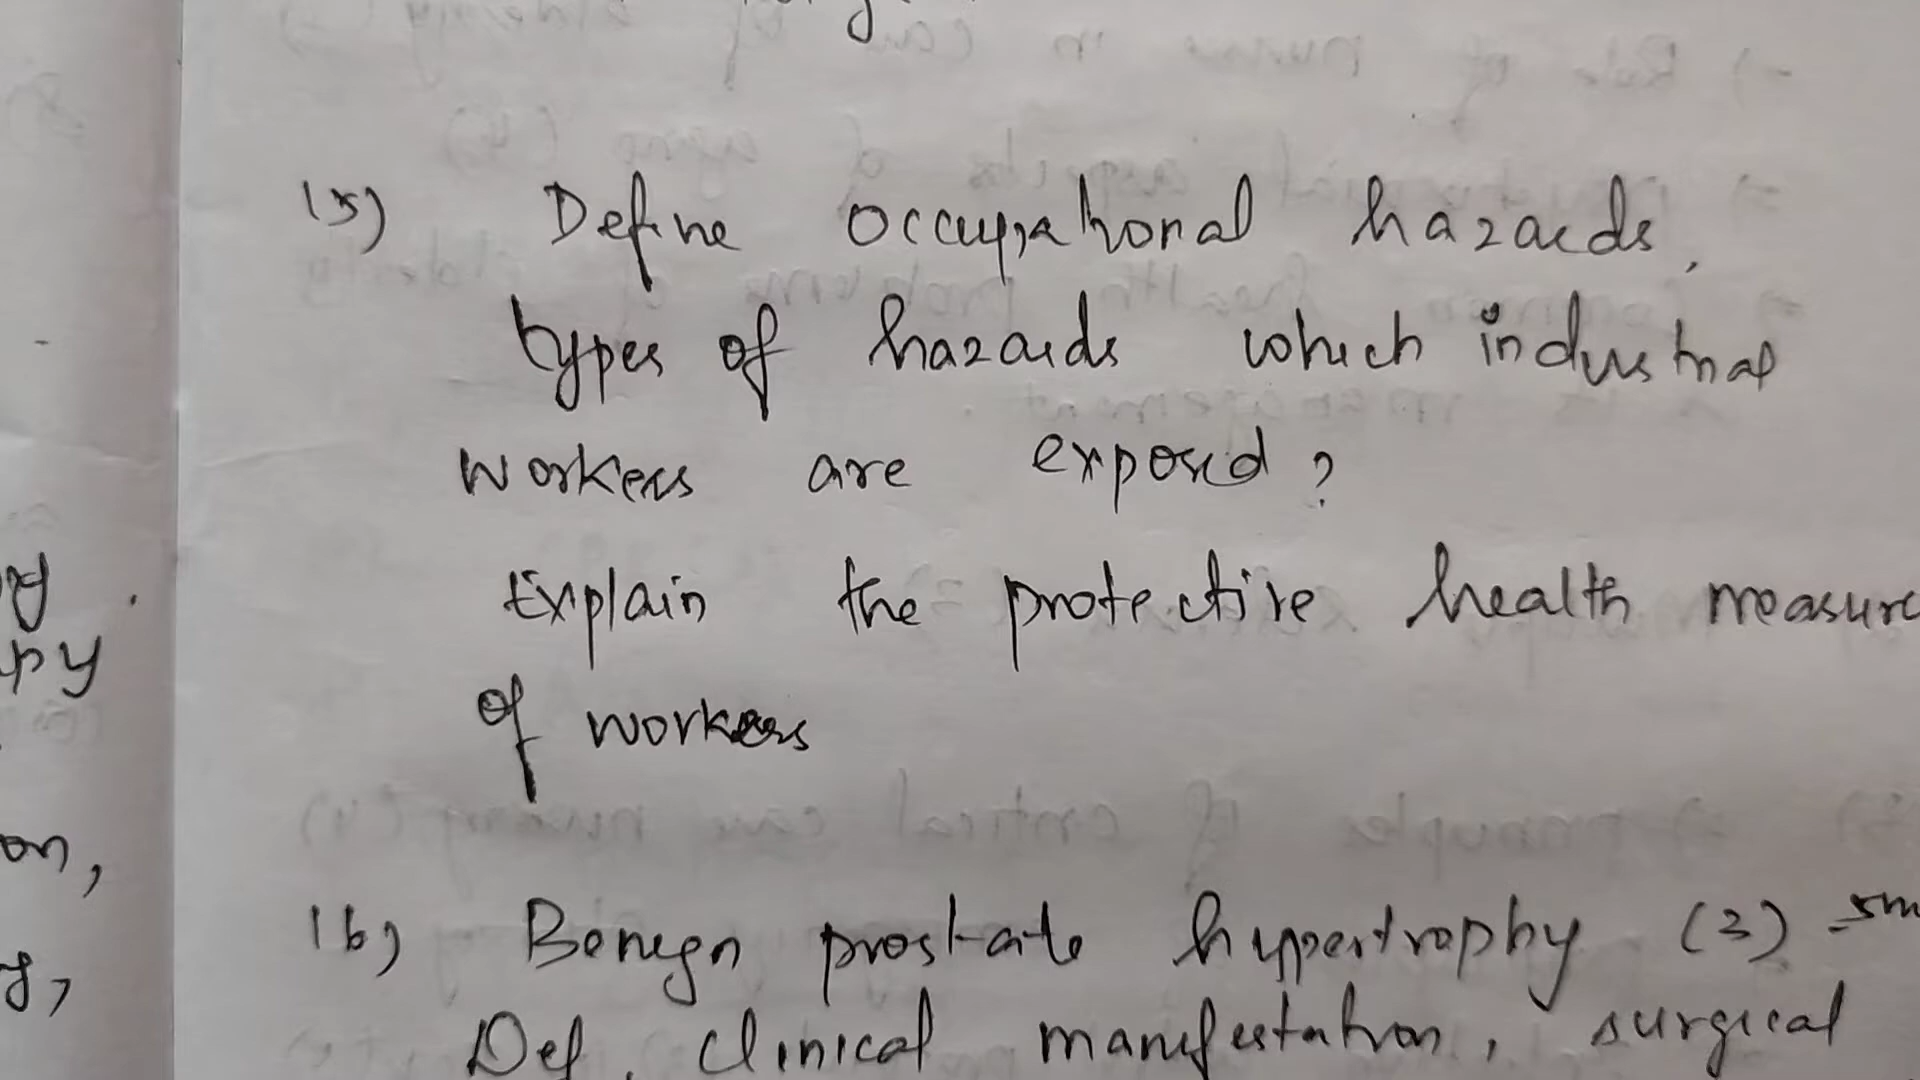 15) Define occupational hazards,
types of hazards which industrial
workers are exposed?
Explain the protective health measure
of workers
16) Benign prostate hypertrophy (3) - 5m
Def, clinical manifestation, surgical
on,